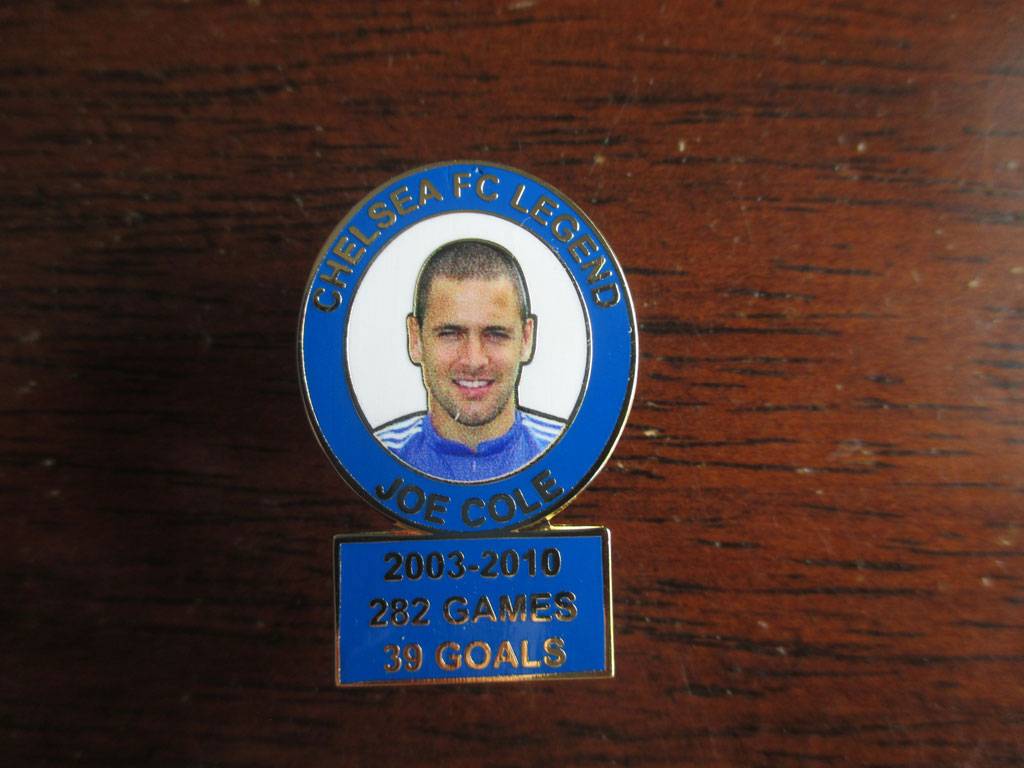 CHELSEA FC LEGEND
JOE COLE
2003-2010
282 GAMES
39 GOALS